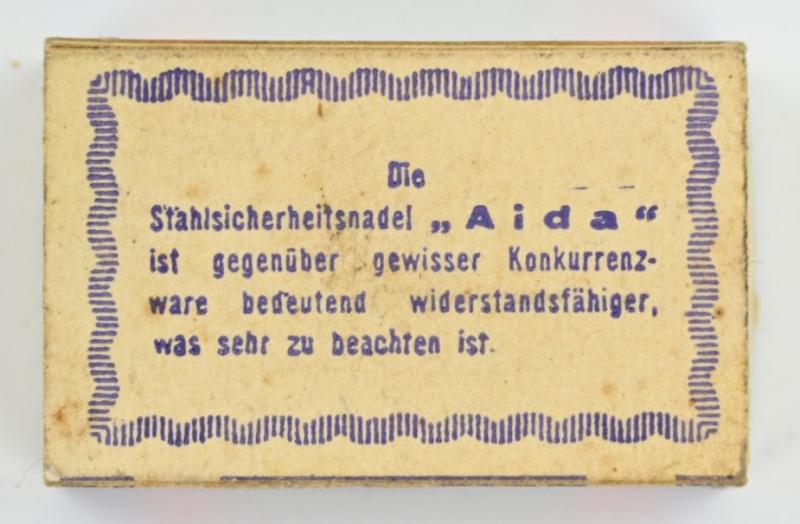 Die
Stahlsicherheitsnadel „Aida“
ist gegenüber gewisser Konkurrenz-
ware bedeutend widerstandsfähiger,
was sehr zu beachten ist.